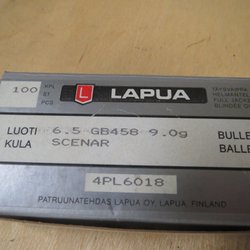 100 KPL ST PCS
L LAPUA
TÄYSVAIPPA
HELMANTEL
FULL JACKE
BLINDÉE G
LUOTI 6.5 GB458 9.0g BULLE
KULA SCENAR BALLE
4PL6018
PATRUUNATEHDAS LAPUA OY, LAPUA, FINLAND